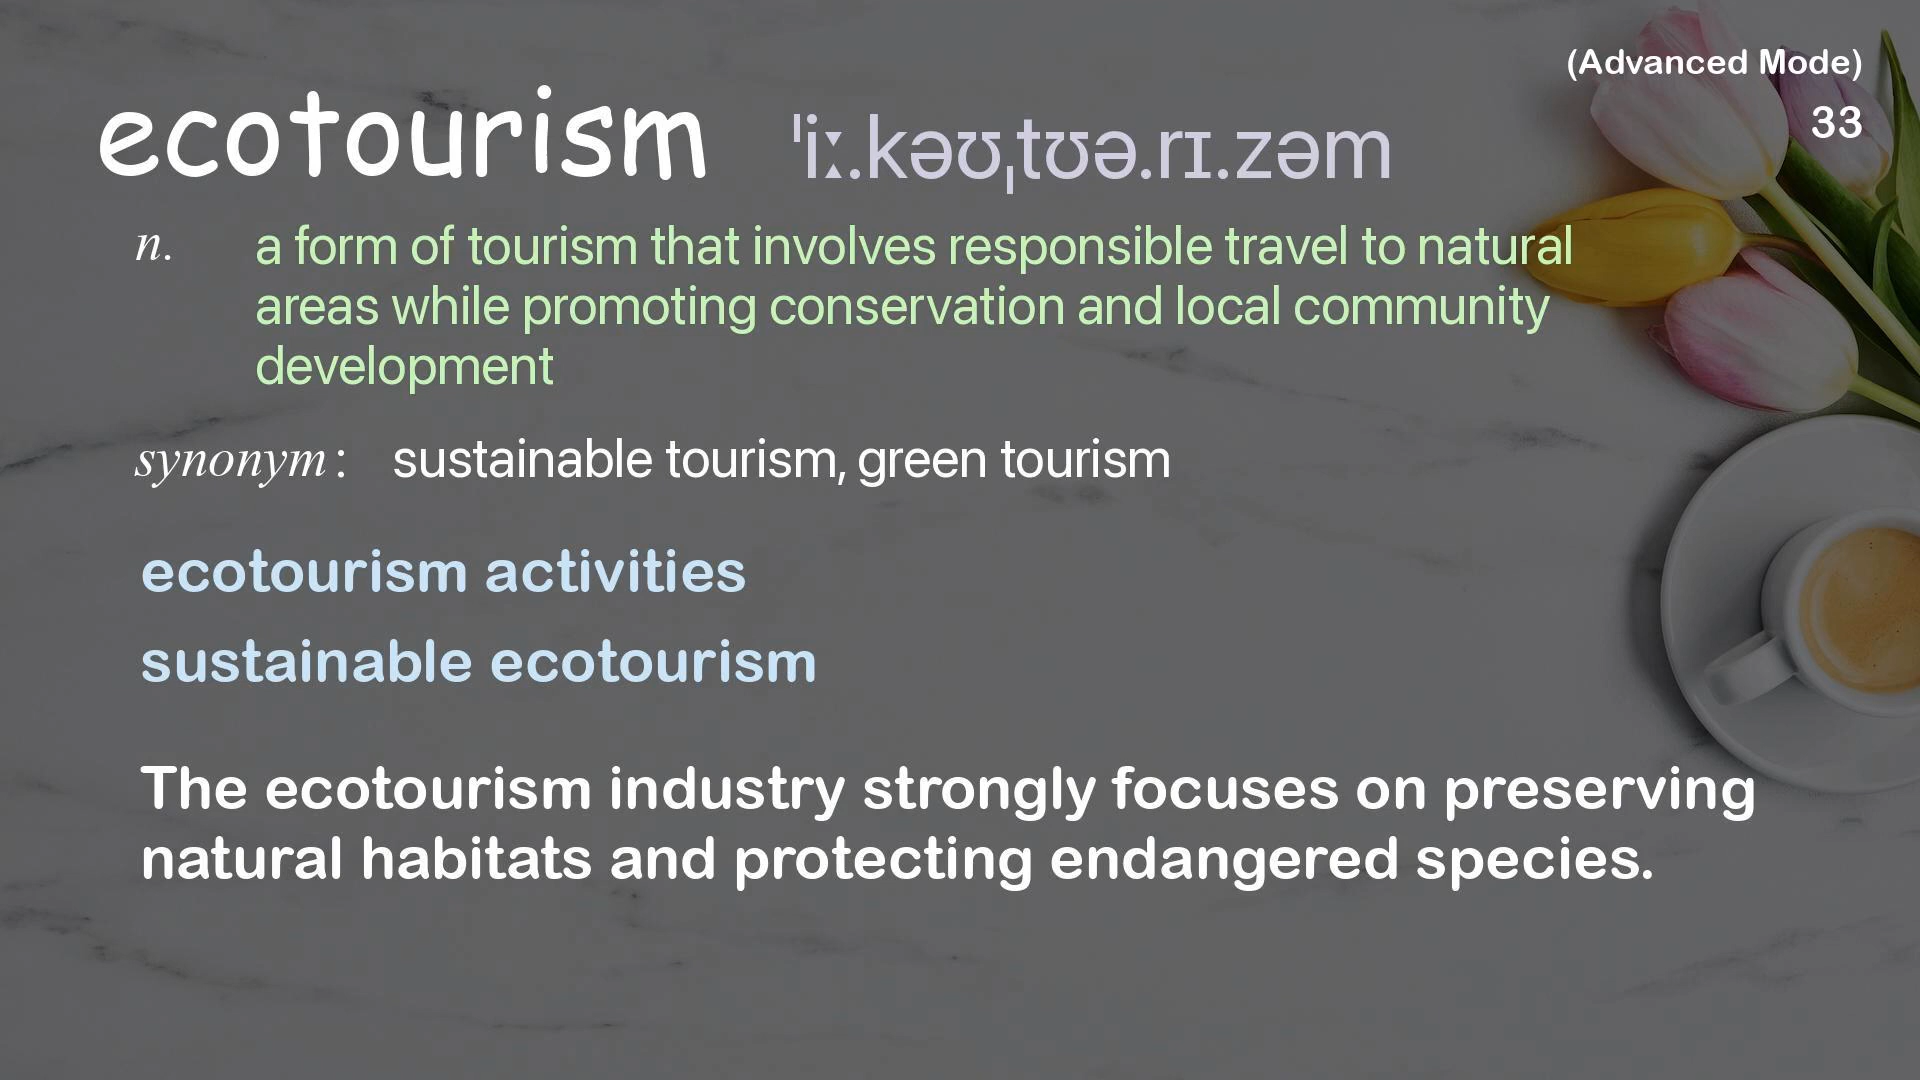 (Advanced Mode)
ecotourism ˈiː.kəʊˌtʊə.rɪ.zəm
33
n. a form of tourism that involves responsible travel to natural
areas while promoting conservation and local community
development
synonym: sustainable tourism, green tourism
ecotourism activities
sustainable ecotourism
The ecotourism industry strongly focuses on preserving
natural habitats and protecting endangered species.